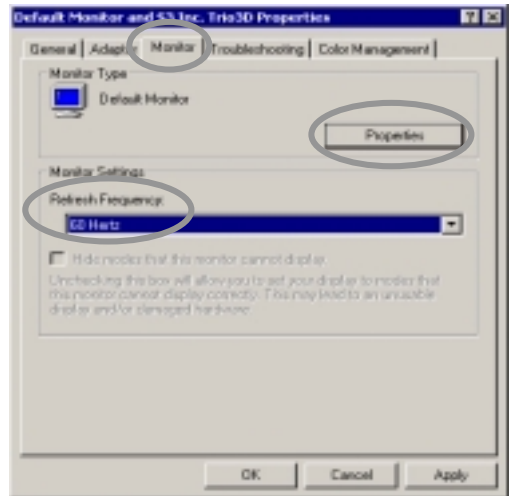 Default Monitor and S3 Inc. Trio3D Properties
General Adapter Monitor Troubleshooting Color Management
Monitor Type
Default Monitor
Properties
Monitor Settings
Refresh Frequency:
60 Hertz
Hide modes that this monitor cannot display.
Unchecking this box will allow you to set your display to modes that
this monitor cannot display correctly. This may lead to an unusable
display and/or damaged hardware.
OK Cancel Apply